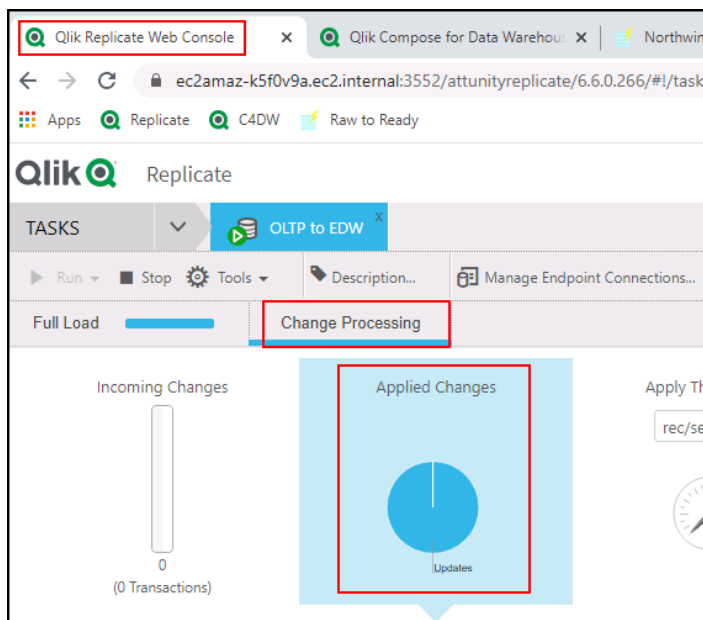 Qlik Replicate Web Console
Qlik Compose for Data Warehous
Northwin
ec2amaz-k5f0v9a.ec2.internal:3552/attunityreplicate/6.6.0.266/#!/task
Apps Replicate C4DW Raw to Ready
Qlik Replicate
TASKS OLTP to EDW x
Run Stop Tools Description... Manage Endpoint Connections...
Full Load Change Processing
Incoming Changes Applied Changes Apply Th
rec/se
Updates
0
(0 Transactions)